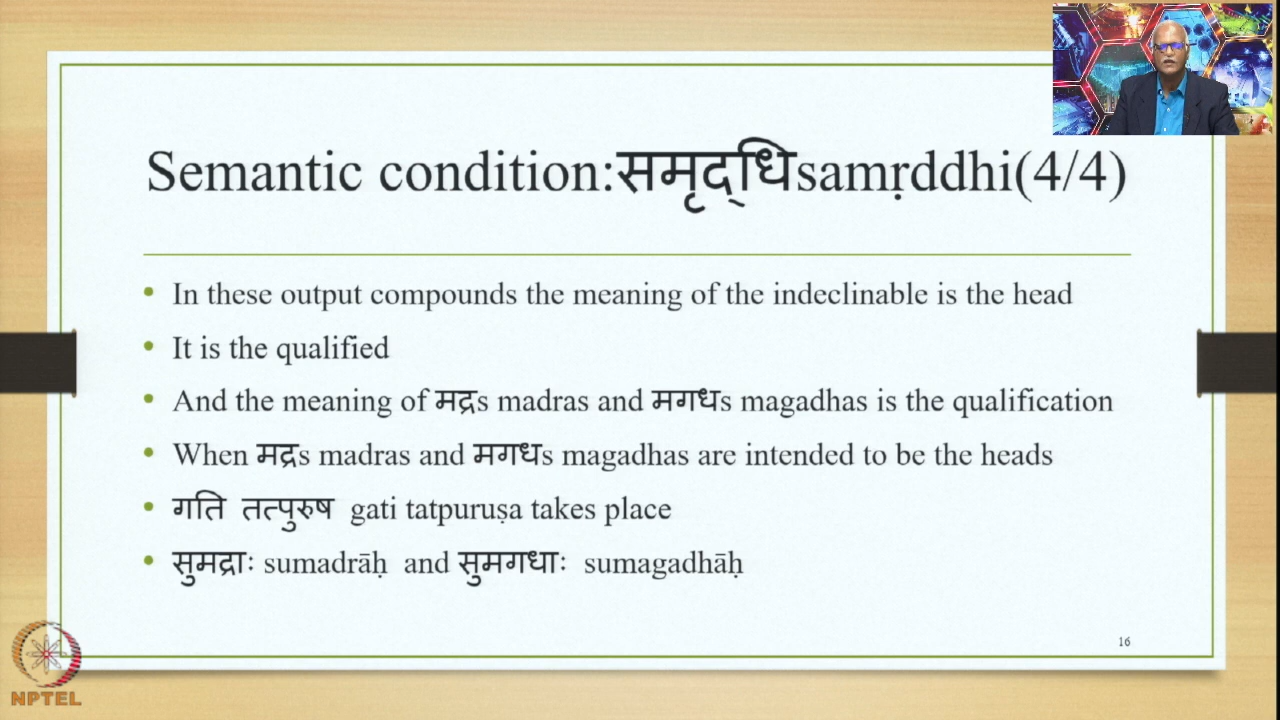 Semantic condition:समृद्धिsamṛddhi(4/4)
• In these output compounds the meaning of the indeclinable is the head
• It is the qualified
• And the meaning of मद्रs madras and मगधs magadhas is the qualification
• When मद्रs madras and मगधs magadhas are intended to be the heads
• गति तत्पुरुष gati tatpuruṣa takes place
• सुमद्राः sumadrāḥ and सुमगधाः sumagadhāḥ
16
NPTEL